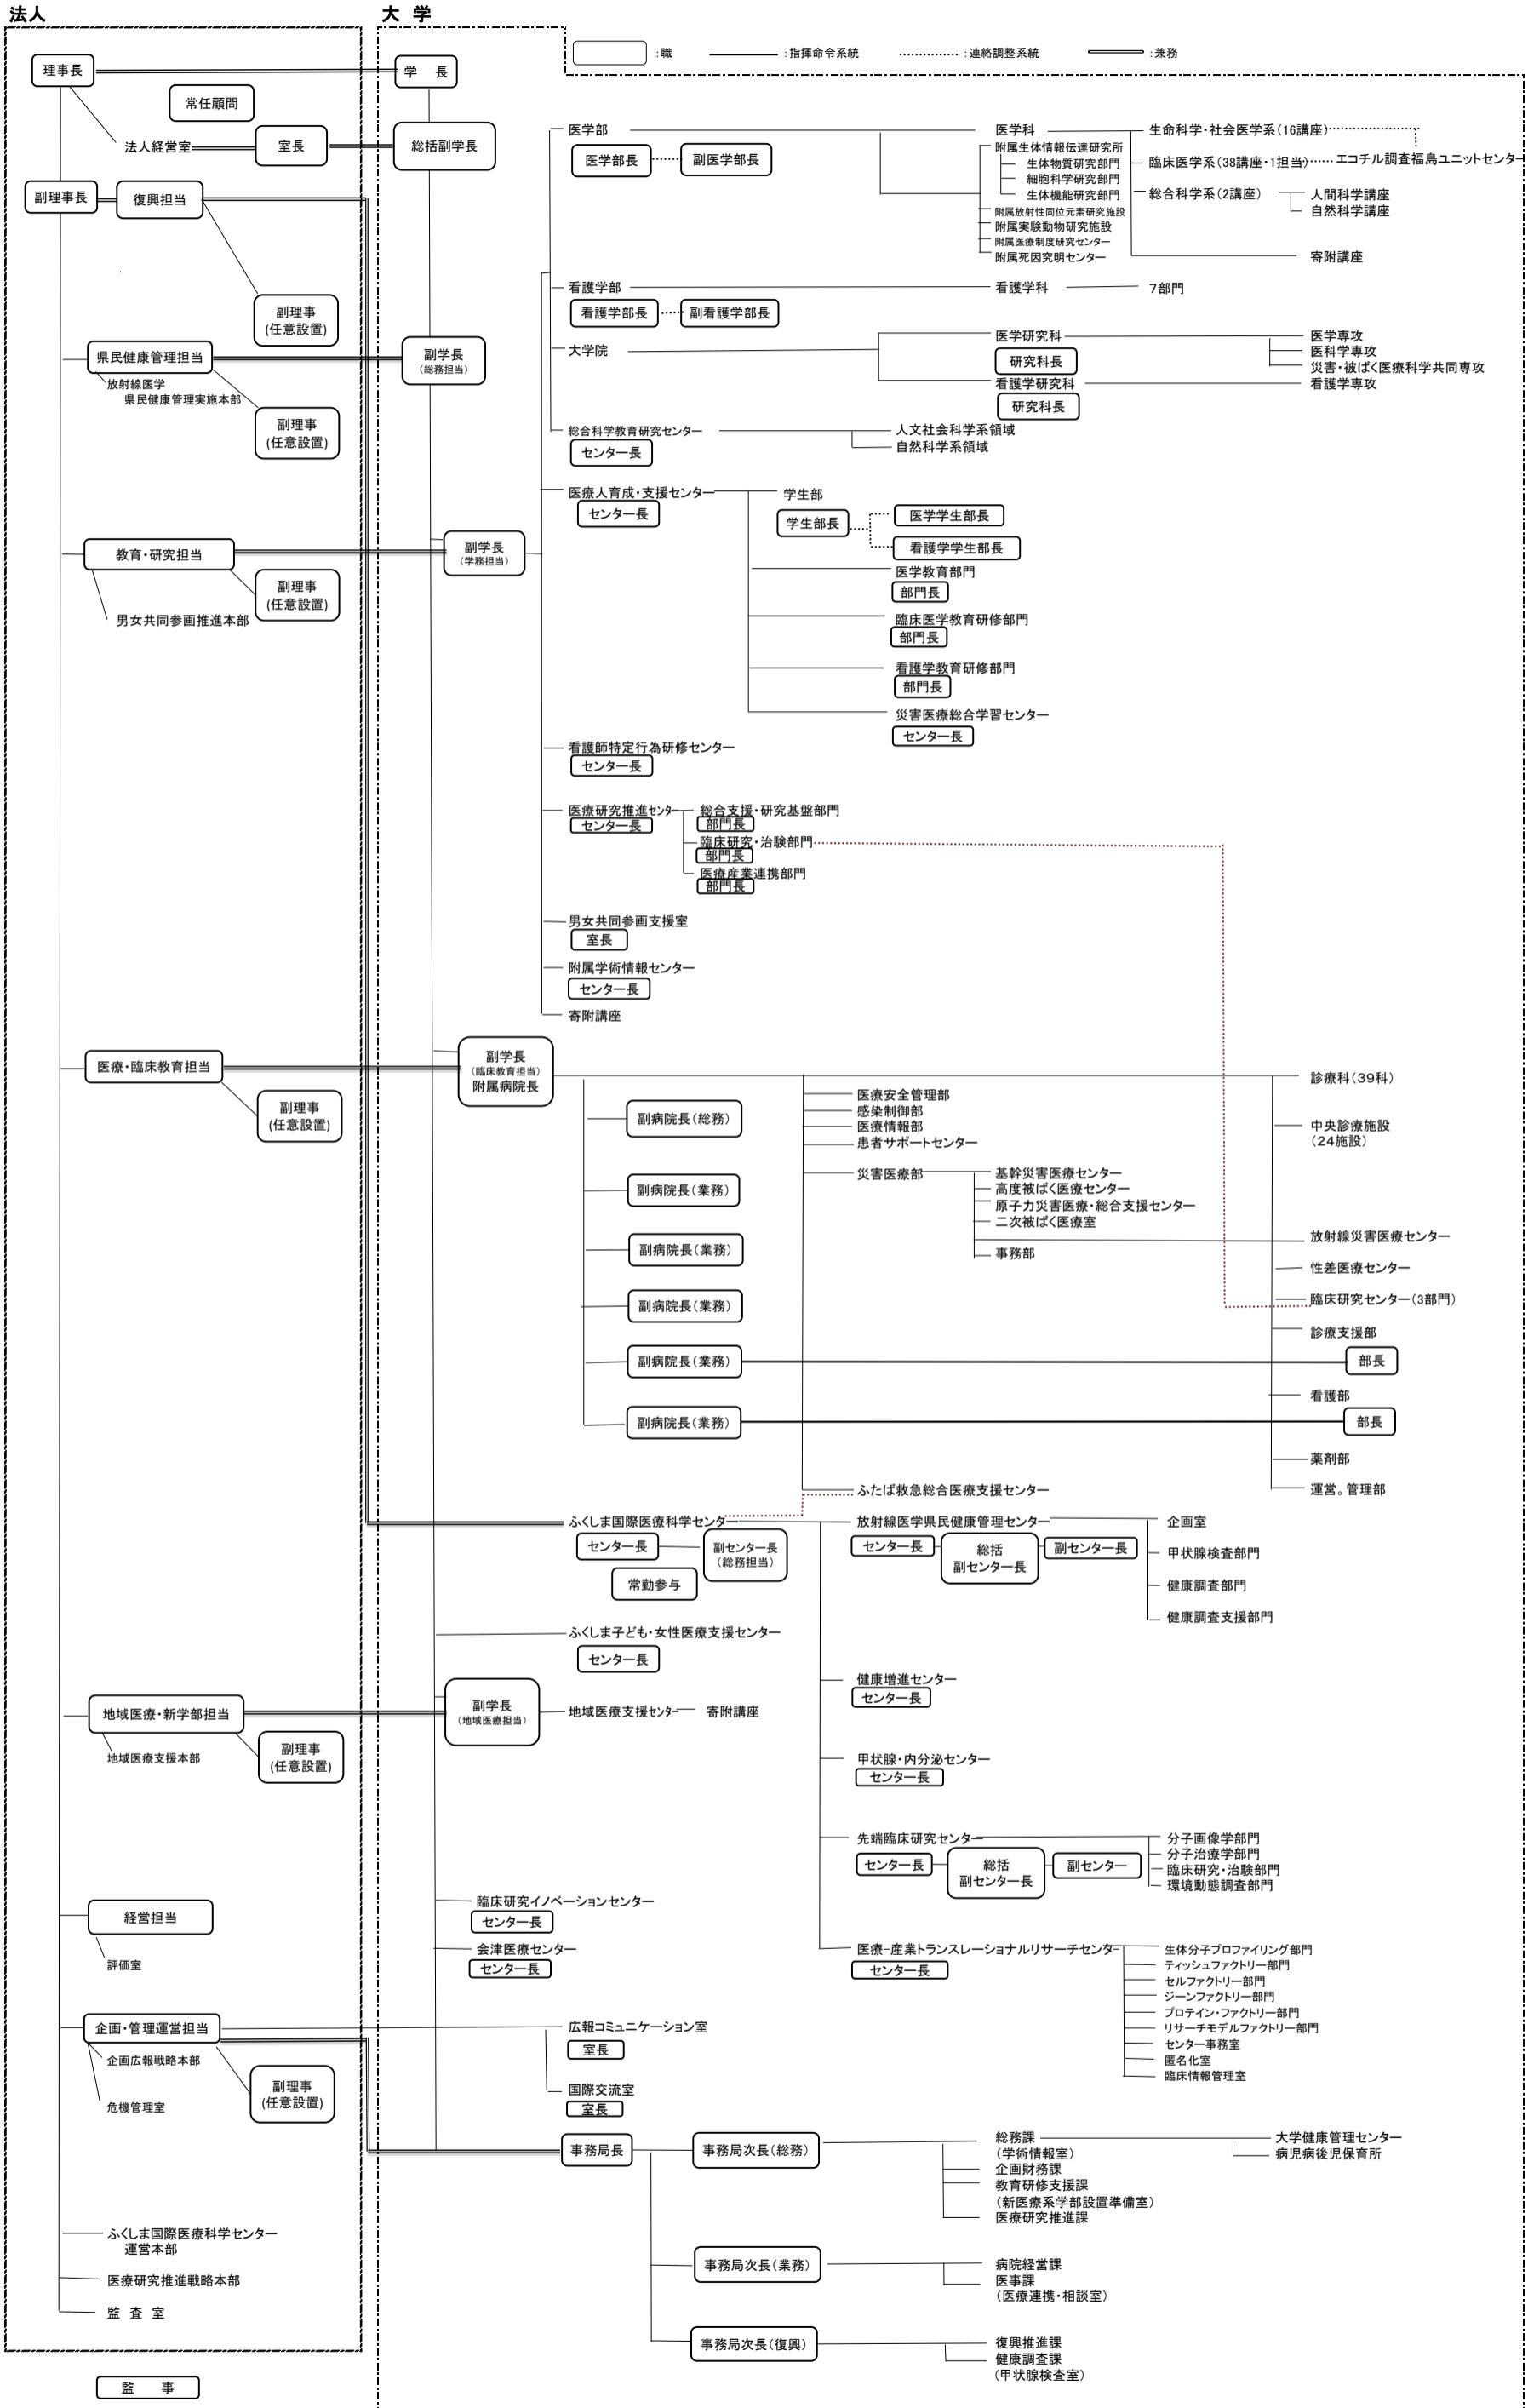 法人
大 学
:職
:指揮命令系統
:連絡調整系統
:兼務
理事長
学 長
常任顧問
法人経営室
室長
総括副学長
副理事長
復興担当
副理事
(任意設置)
県民健康管理担当
放射線医学
県民健康管理実施本部
副理事
(任意設置)
副学長
(総務担当)
教育・研究担当
副理事
(任意設置)
男女共同参画推進本部
副学長
(学務担当)
医学部
医学部長
副医学部長
医学科
附属生体情報伝達研究所
生体物質研究部門
細胞科学研究部門
生体機能研究部門
附属放射性同位元素研究施設
附属実験動物研究施設
附属医療制度研究センター
附属死因究明センター
生命科学・社会医学系(16講座)
臨床医学系(38講座・1担当)
エコチル調査福島ユニットセンター
総合科学系(2講座)
人間科学講座
自然科学講座
寄附講座
看護学部
看護学部長
副看護学部長
看護学科
7部門
大学院
医学研究科
研究科長
看護学研究科
研究科長
医学専攻
医科学専攻
災害・被ばく医療科学共同専攻
看護学専攻
総合科学教育研究センター
センター長
人文社会科学系領域
自然科学系領域
医療人育成・支援センター
センター長
学生部
学生部長
医学学生部長
看護学学生部長
医学教育部門
部門長
臨床医学教育研修部門
部門長
看護学教育研修部門
部門長
災害医療総合学習センター
センター長
看護師特定行為研修センター
センター長
医療研究推進センター
センター長
総合支援・研究基盤部門
部門長
臨床研究・治験部門
部門長
医療産業連携部門
部門長
男女共同参画支援室
室長
附属学術情報センター
センター長
寄附講座
医療・臨床教育担当
副理事
(任意設置)
副学長
(臨床教育担当)
附属病院長
副病院長(総務)
副病院長(業務)
副病院長(業務)
副病院長(業務)
副病院長(業務)
副病院長(業務)
医療安全管理部
感染制御部
医療情報部
患者サポートセンター
災害医療部
基幹災害医療センター
高度被ばく医療センター
原子力災害医療・総合支援センター
二次被ばく医療室
事務部
診療科(39科)
中央診療施設
(24施設)
放射線災害医療センター
性差医療センター
臨床研究センター(3部門)
診療支援部
部長
看護部
部長
薬剤部
運営。管理部
ふたば救急総合医療支援センター
ふくしま国際医療科学センター
センター長
副センター長
(総務担当)
常勤参与
放射線医学県民健康管理センター
センター長
総括
副センター長
副センター長
企画室
甲状腺検査部門
健康調査部門
健康調査支援部門
ふくしま子ども・女性医療支援センター
センター長
健康増進センター
センター長
地域医療・新学部担当
地域医療支援本部
副理事
(任意設置)
副学長
(地域医療担当)
地域医療支援センター
寄附講座
甲状腺・内分泌センター
センター長
先端臨床研究センター
センター長
総括
副センター長
副センター
分子画像学部門
分子治療学部門
臨床研究・治験部門
環境動態調査部門
経営担当
評価室
臨床研究イノベーションセンター
センター長
会津医療センター
センター長
医療-産業トランスレーショナルリサーチセンター
センター長
生体分子プロファイリング部門
ティッシュファクトリー部門
セルファクトリー部門
ジーンファクトリー部門
プロテイン・ファクトリー部門
リサーチモデルファクトリー部門
センター事務室
匿名化室
臨床情報管理室
企画・管理運営担当
企画広報戦略本部
危機管理室
副理事
(任意設置)
広報コミュニケーション室
室長
国際交流室
室長
事務局長
事務局次長(総務)
総務課
(学術情報室)
企画財務課
教育研修支援課
(新医療系学部設置準備室)
医療研究推進課
大学健康管理センター
病児病後児保育所
ふくしま国際医療科学センター
運営本部
医療研究推進戦略本部
監 査 室
事務局次長(業務)
病院経営課
医事課
(医療連携・相談室)
事務局次長(復興)
復興推進課
健康調査課
(甲状腺検査室)
監 事